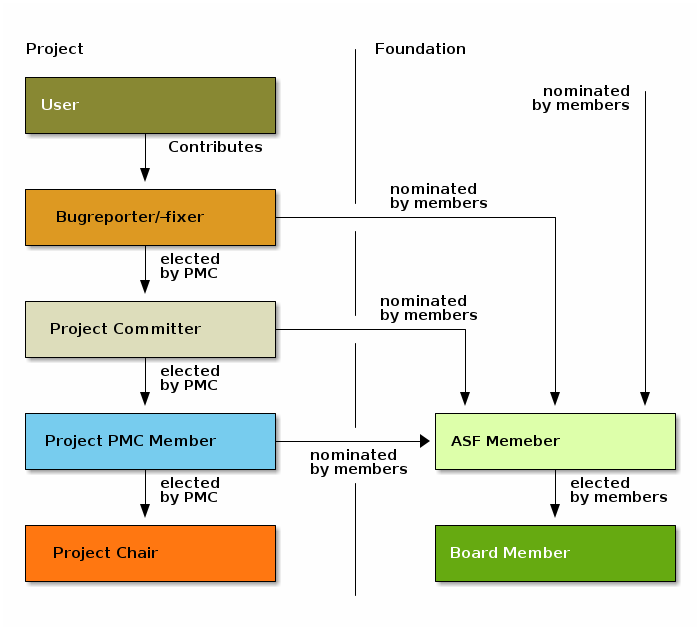 Project
Foundation
nominated
by members
User
Contributes
nominated
by members
Bugreporter/-fixer
elected
by PMC
nominated
by members
Project Committer
elected
by PMC
Project PMC Member
ASF Memeber
nominated
by members
elected
by PMC
elected
by members
Project Chair
Board Member